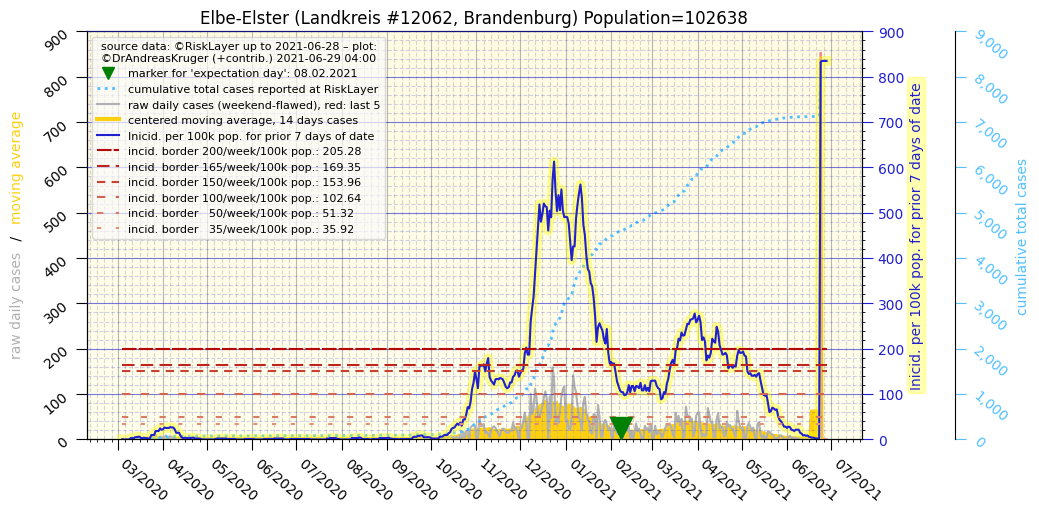 Elbe-Elster (Landkreis #12062, Brandenburg) Population=102638
source data: ©RiskLayer up to 2021-06-28 – plot:
©DrAndreasKruger (+contrib.) 2021-06-29 04:00
marker for 'expectation day': 08.02.2021
cumulative total cases reported at RiskLayer
raw daily cases (weekend-flawed), red: last 5
centered moving average, 14 days cases
Inicid. per 100k pop. for prior 7 days of date
incid. border 200/week/100k pop.: 205.28
incid. border 165/week/100k pop.: 169.35
incid. border 150/week/100k pop.: 153.96
incid. border 100/week/100k pop.: 102.64
incid. border 50/week/100k pop.: 51.32
incid. border 35/week/100k pop.: 35.92
raw daily cases / moving average
900
800
700
600
500
400
300
200
100
0
03/2020
04/2020
05/2020
06/2020
07/2020
08/2020
09/2020
10/2020
11/2020
12/2020
01/2021
02/2021
03/2021
04/2021
05/2021
06/2021
07/2021
900
800
700
600
500
400
300
200
100
0
Inicid. per 100k pop. for prior 7 days of date
9,000
8,000
7,000
6,000
5,000
4,000
3,000
2,000
1,000
0
cumulative total cases